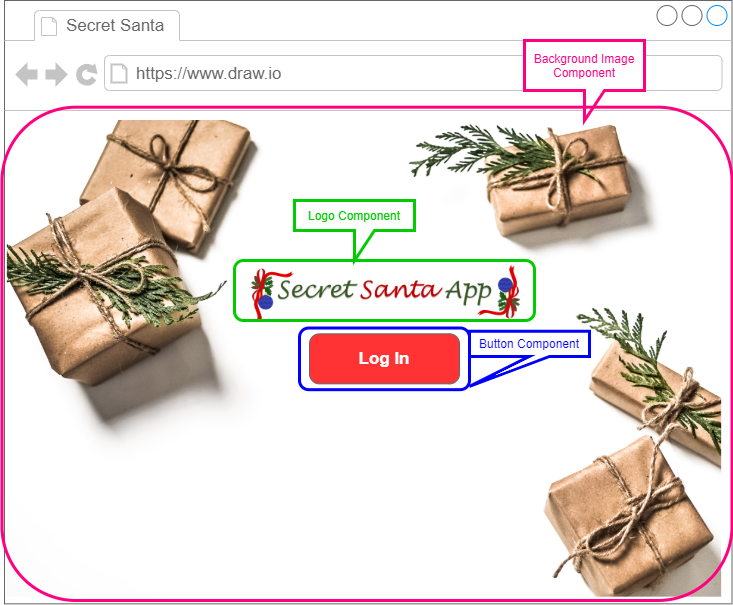 Secret Santa
https://www.draw.io
Background Image
Component
Logo Component
Secret Santa App
Button Component
Log In